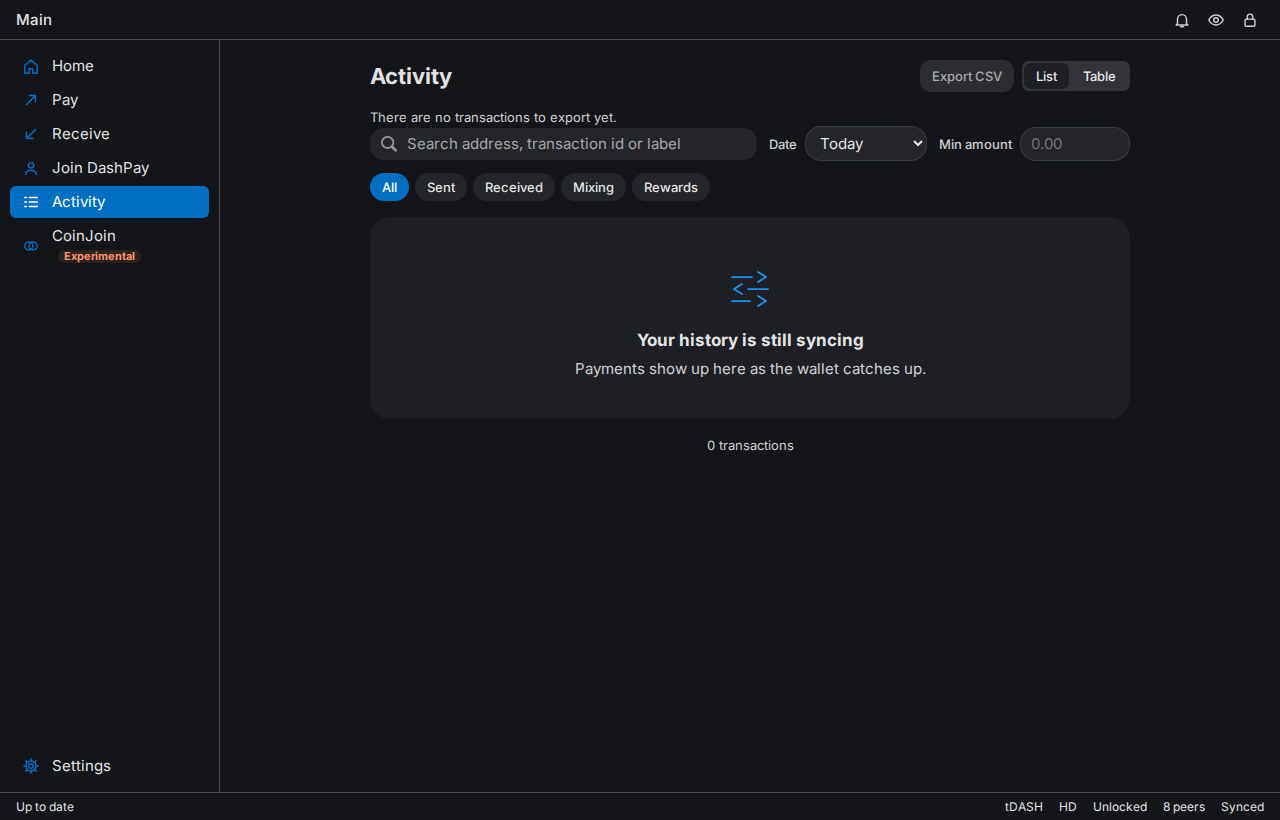 Main
Home
Pay
Receive
Join DashPay
Activity
CoinJoin
Experimental
Settings
Activity
Export CSV
List
Table
There are no transactions to export yet.
Search address, transaction id or label
Date
Today
Min amount
0.00
All
Sent
Received
Mixing
Rewards
Your history is still syncing
Payments show up here as the wallet catches up.
0 transactions
Up to date
tDASH
HD
Unlocked
8 peers
Synced